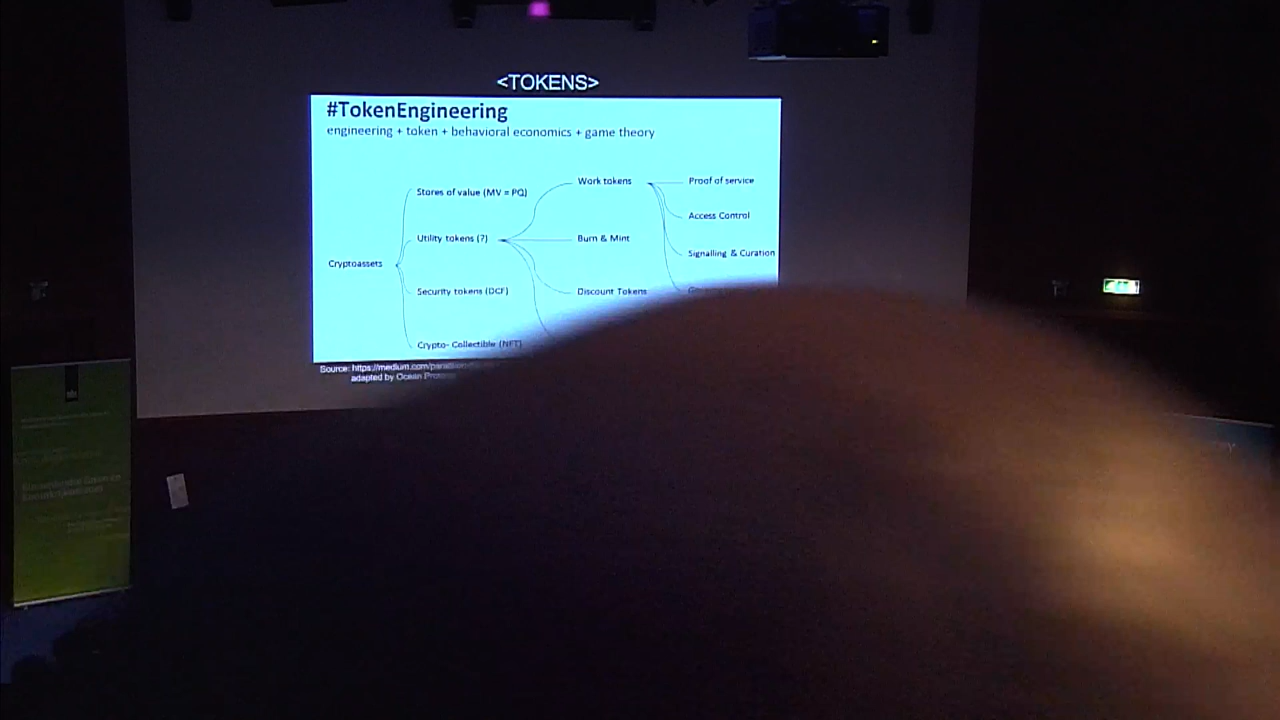 <TOKENS>
#TokenEngineering
engineering + token + behavioral economics + game theory
Work tokens
Proof of service
Stores of value (MV = PQ)
Access Control
Utility tokens (?)
Burn & Mint
Signalling & Curation
Cryptoassets
Security tokens (DCF)
Discount Tokens
Crypto- Collectible (NFT)
Source: https://medium.com/
adapted by Ocean